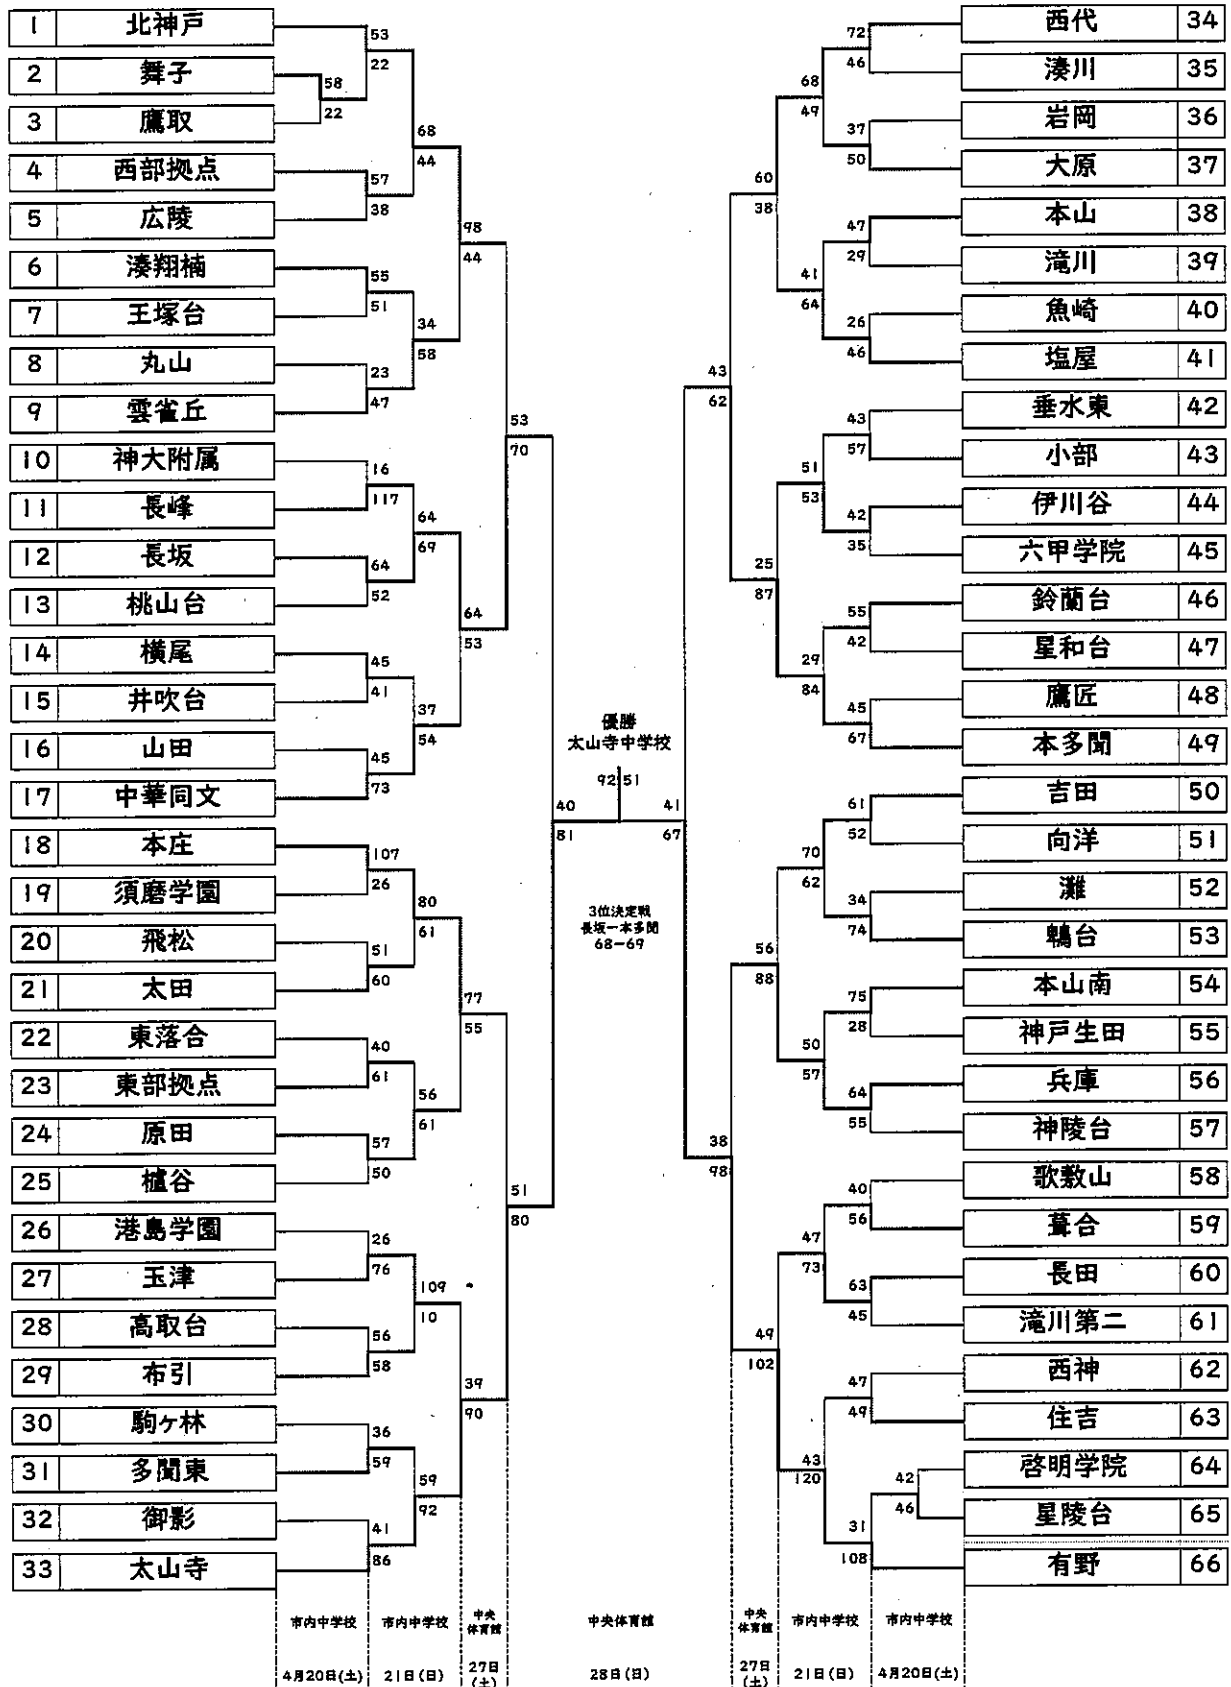 1 北神戸
2 舞子
3 鷹取
4 西部拠点
5 広陵
6 湊翔楠
7 王塚台
8 丸山
9 雲雀丘
10 神大附属
11 長峰
12 長坂
13 桃山台
14 横尾
15 井吹台
16 山田
17 中華同文
18 本庄
19 須磨学園
20 飛松
21 太田
22 東落合
23 東部拠点
24 原田
25 櫨谷
26 港島学園
27 玉津
28 高取台
29 布引
30 駒ヶ林
31 多聞東
32 御影
33 太山寺
58
22
53
22
57
38
55
51
23
47
16
117
64
52
45
41
45
73
107
26
51
60
40
61
57
50
26
76
56
58
36
59
41
86
68
44
34
58
64
69
37
54
80
61
56
61
109
10
59
92
98
44
64
53
77
55
39
90
53
70
51
80
40
81
優勝
太山寺中学校
92 51
3位決定戦
長坂ー本多聞
68−69
41
67
43
62
38
98
60
38
25
87
56
88
49
102
68
49
41
64
51
53
29
84
70
62
50
57
47
73
43
120
72
46
37
50
47
29
26
46
43
57
42
35
55
42
45
67
61
52
34
74
75
28
64
55
40
56
63
45
47
49
31
108
42
46
西代 34
湊川 35
岩岡 36
大原 37
本山 38
滝川 39
魚崎 40
塩屋 41
垂水東 42
小部 43
伊川谷 44
六甲学院 45
鈴蘭台 46
星和台 47
鷹匠 48
本多聞 49
吉田 50
向洋 51
灘 52
鵯台 53
本山南 54
神戸生田 55
兵庫 56
神陵台 57
歌敷山 58
葺合 59
長田 60
滝川第二 61
西神 62
住吉 63
啓明学院 64
星陵台 65
有野 66
市内中学校 市内中学校 中央体育館 中央体育館 中央体育館 市内中学校 市内中学校
4月20日(土) 21日(日) 27日(土) 28日(日) 27日(土) 21日(日) 4月20日(土)